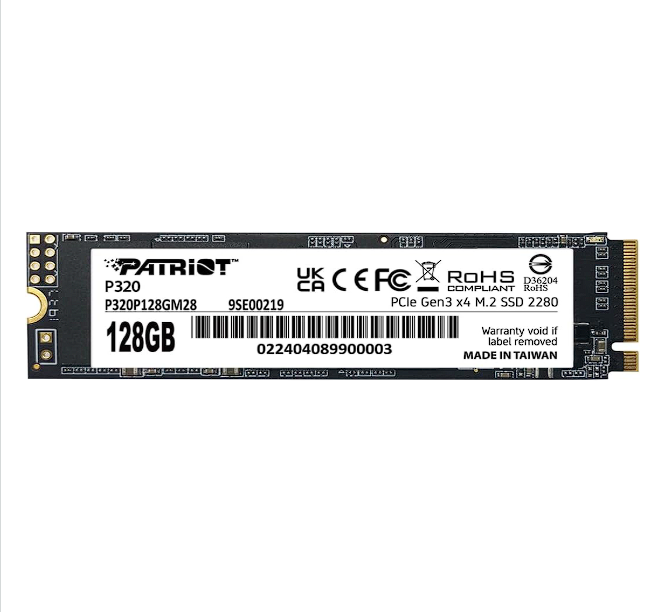 PATRIOT™
P320
P320P128GM28 9SE00219
128GB
022404089900003
UK
CA CE FC RoHS
COMPLIANT D36204
RoHS
PCIe Gen3 x4 M.2 SSD 2280
Warranty void if
label removed
MADE IN TAIWAN